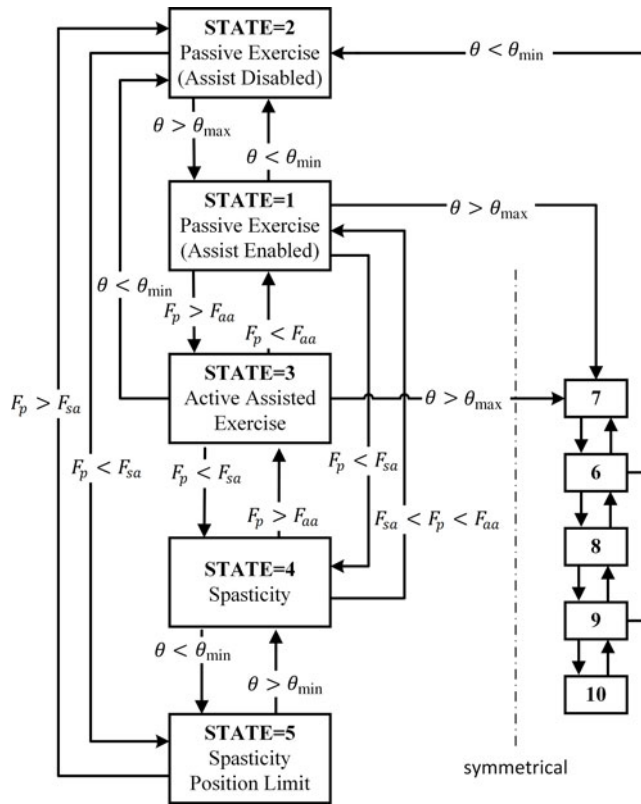 STATE=2
Passive Exercise
(Assist Disabled)
θ < θmin
θ > θmax
θ < θmin
STATE=1
Passive Exercise
(Assist Enabled)
θ > θmax
θ < θmin
Fp > Faa
Fp < Faa
STATE=3
Active Assisted
Exercise
θ > θmax
7
Fp > Fsa
Fp < Fsa
Fp < Fsa
Fp < Fsa
6
Fp > Faa
Fsa < Fp < Faa
8
STATE=4
Spasticity
9
θ < θmin
θ > θmin
10
STATE=5
Spasticity
Position Limit
symmetrical